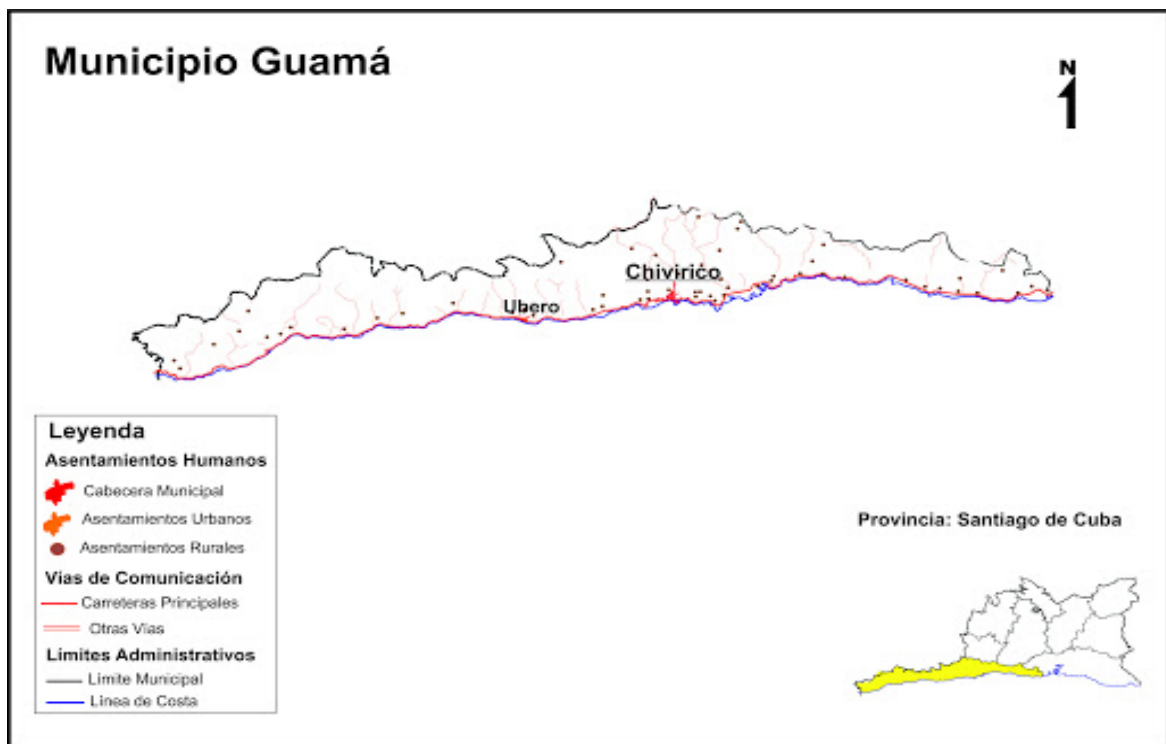 Municipio Guamá
N
Chivirico
Ubero
Leyenda
Asentamientos Humanos
Cabecera Municipal
Asentamientos Urbanos
Asentamientos Rurales
Vias de Comunicación
Carreteras Principales
Otras Vias
Limites Administrativos
Limite Municipal
Linea de Costa
Provincia: Santiago de Cuba